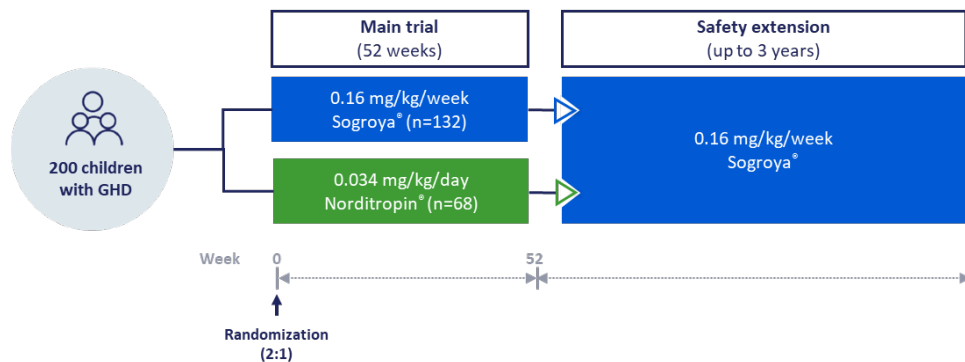 Main trial
(52 weeks)
Safety extension
(up to 3 years)
200 children
with GHD
0.16 mg/kg/week
Sogroya® (n=132)
0.034 mg/kg/day
Norditropin® (n=68)
0.16 mg/kg/week
Sogroya®
Week 0 52
Randomization
(2:1)